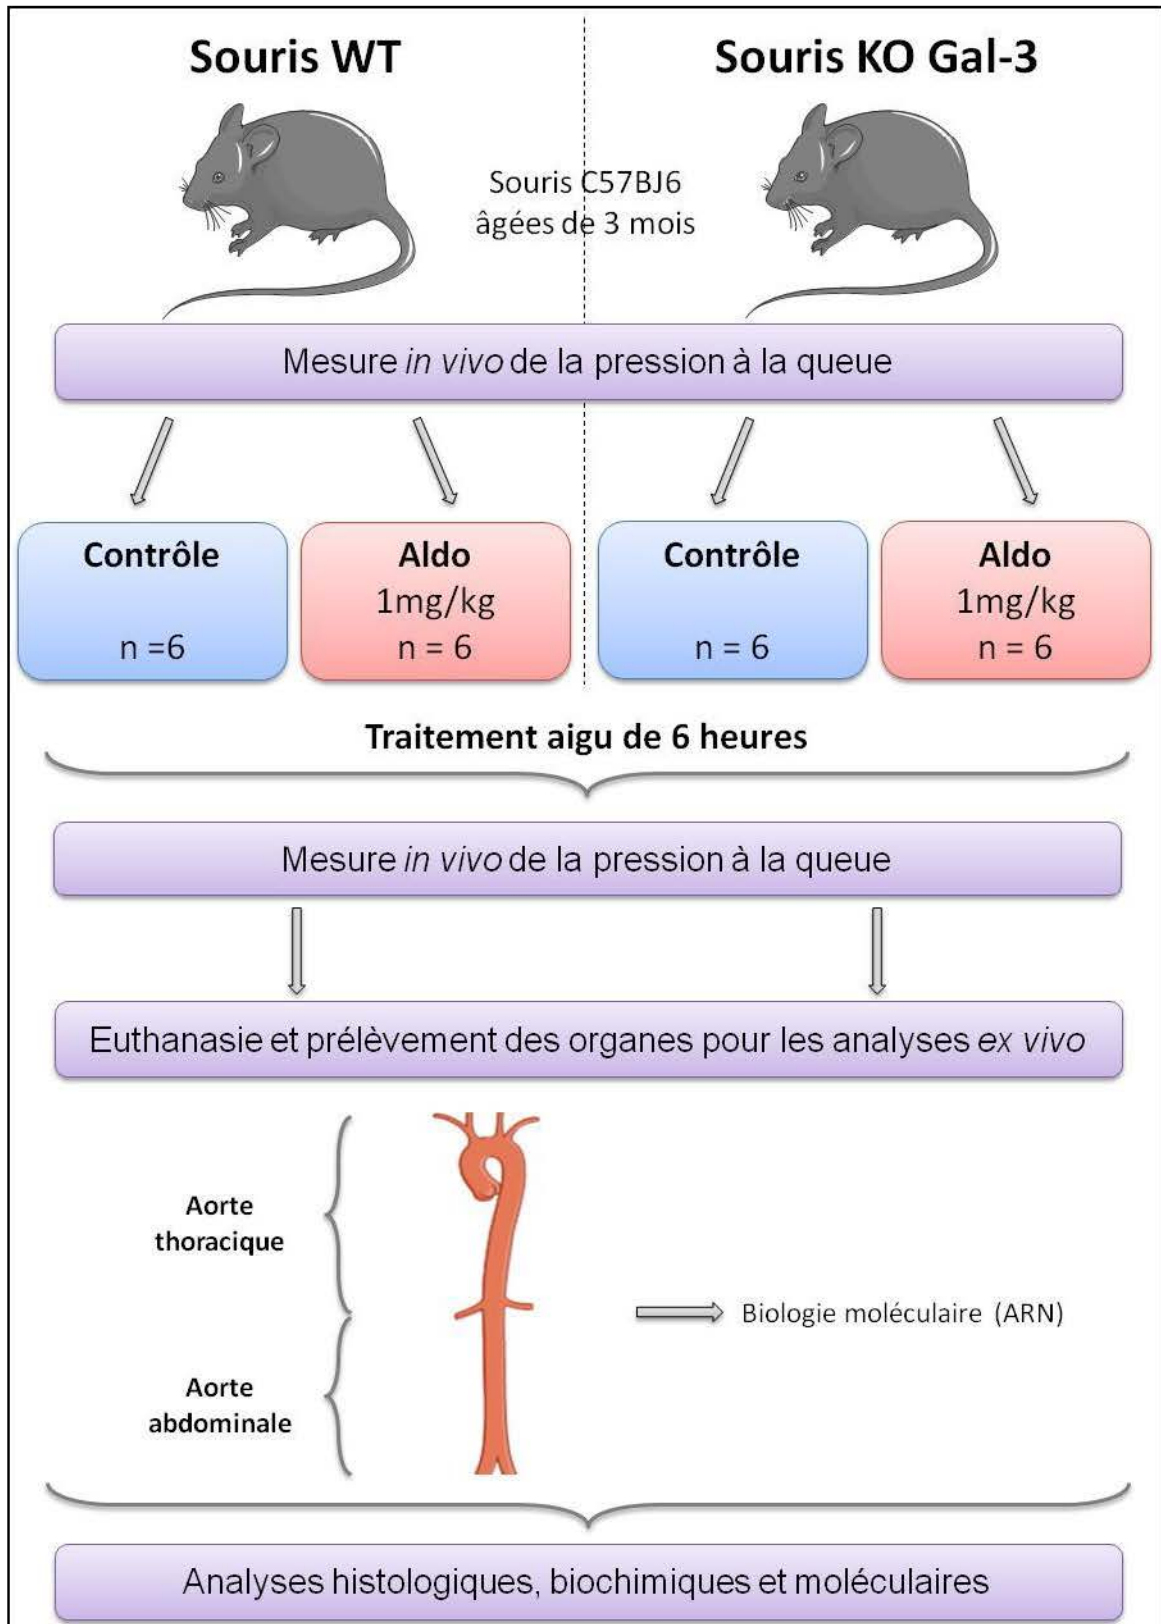 Souris WT
Souris KO Gal-3
Souris C57BJ6
âgées de 3 mois
Mesure in vivo de la pression à la queue
Contrôle
n =6
Aldo
1mg/kg
n = 6
Contrôle
n = 6
Aldo
1mg/kg
n = 6
Traitement aigu de 6 heures
Mesure in vivo de la pression à la queue
Euthanasie et prélèvement des organes pour les analyses ex vivo
Aorte
thoracique
Biologie moléculaire (ARN)
Aorte
abdominale
Analyses histologiques, biochimiques et moléculaires